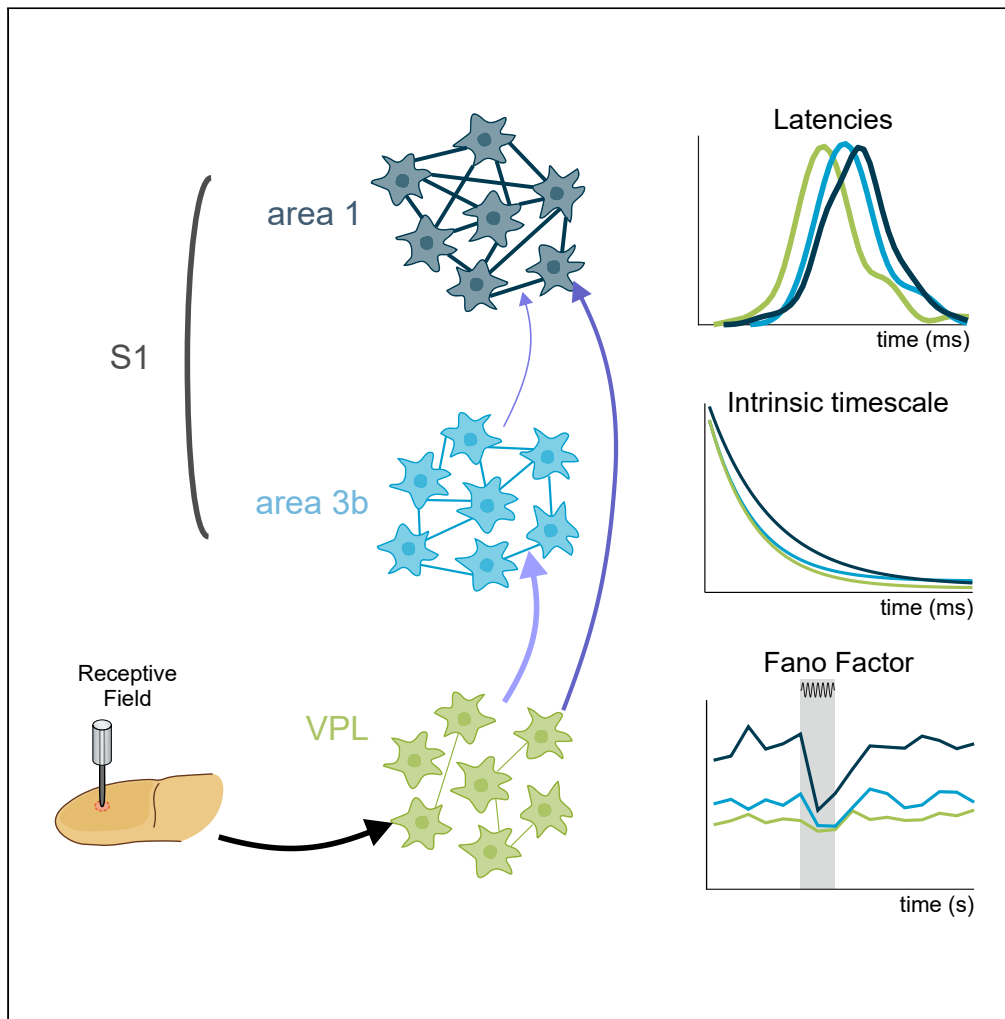 area 1
S1
area 3b
VPL
Receptive
Field
Latencies
time (ms)
Intrinsic timescale
time (ms)
Fano Factor
time (s)